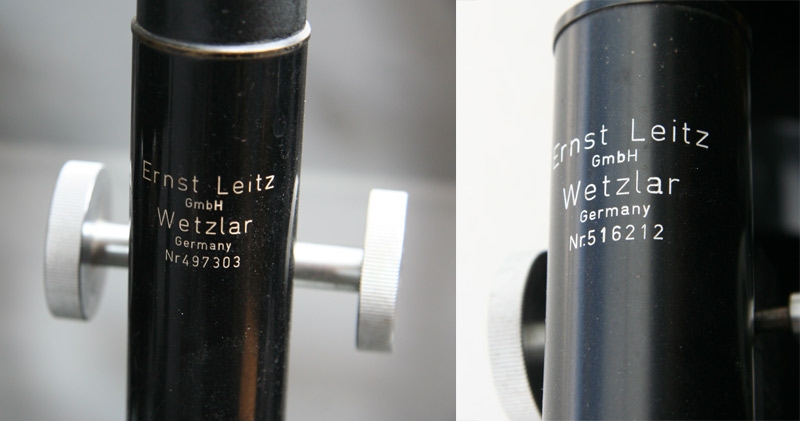 Ernst Leitz
GmbH
Wetzlar
Germany
Nr497303
Ernst Leitz
GmbH
Wetzlar
Germany
Nr.516212